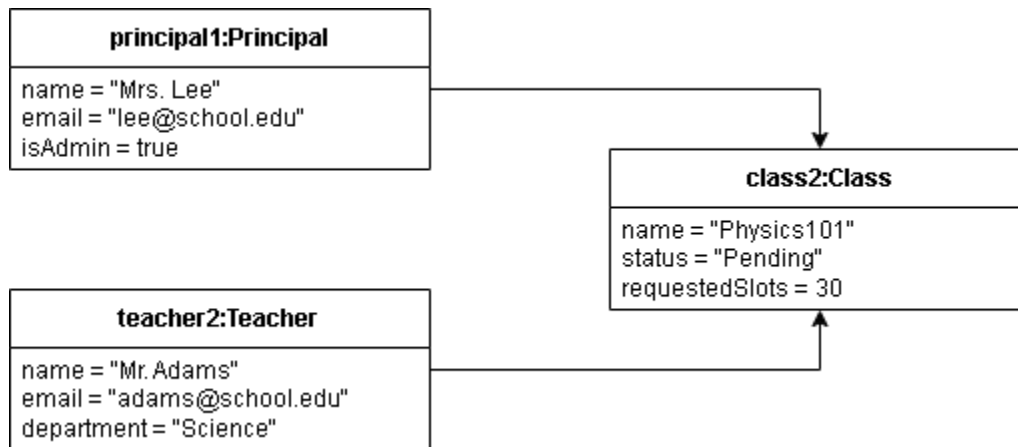 principal1:Principal
name = "Mrs. Lee"
email = "lee@school.edu"
isAdmin = true
class2:Class
name = "Physics101"
status = "Pending"
requestedSlots = 30
teacher2:Teacher
name = "Mr. Adams"
email = "adams@school.edu"
department = "Science"